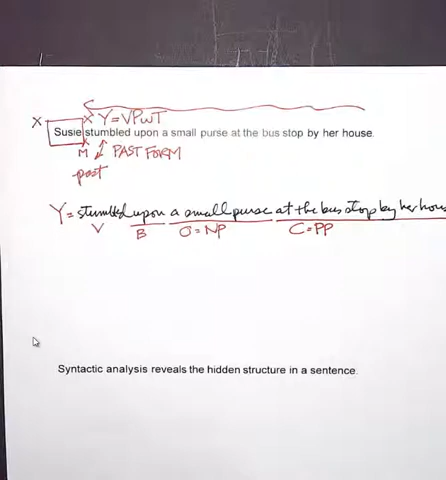 x Y=VPwT
X
Susie stumbled upon a small purse at the bus stop by her house.
x
M PAST FORM
past
Y= stumbled upon a small purse at the bus stop by her hous
V B O=NP C=PP
Syntactic analysis reveals the hidden structure in a sentence.